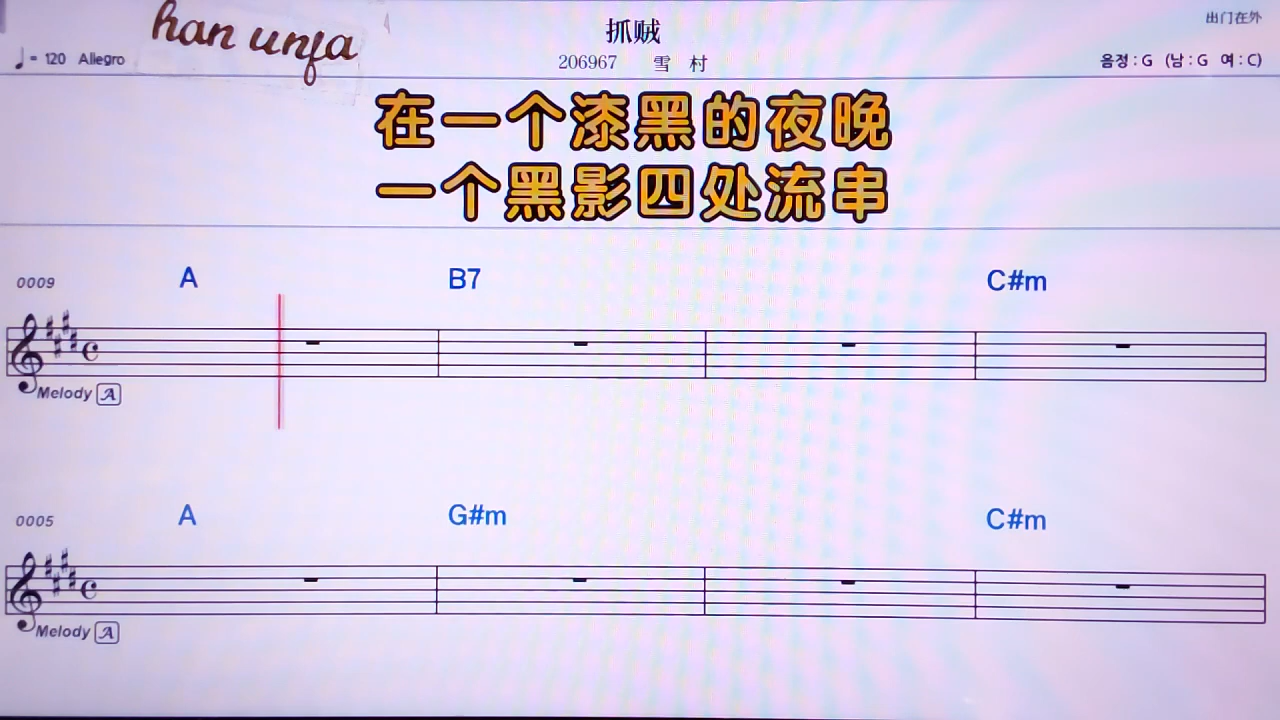 han unja
抓贼
出门在外
♩= 120 Allegro
206967 雪 村
음정 : G (남 : G 여 : C)
在一个漆黑的夜晚
一个黑影四处流串
0009 A B7 C#m
Melody A
0005 A G#m C#m
Melody A